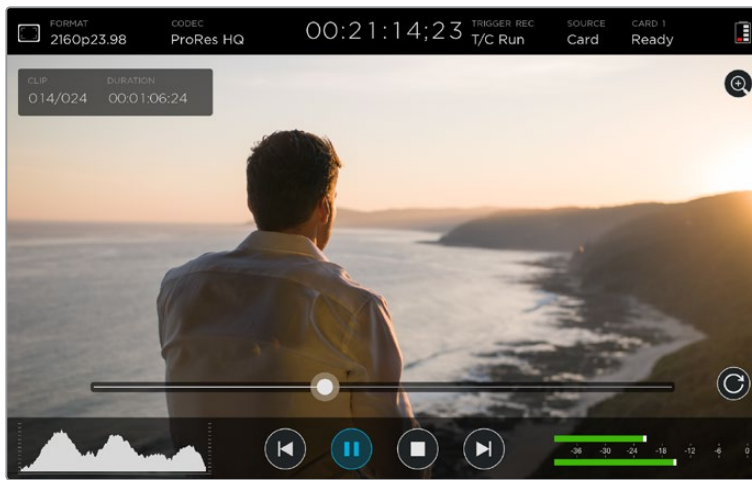 FORMAT CODEC TRIGGER REC SOURCE CARD 1
2160p23.98 ProRes HQ 00:21:14;23 T/C Run Card Ready
CLIP DURATION
014/024 00:01:06:24
-36 -30 -24 -18 -12 -6 0